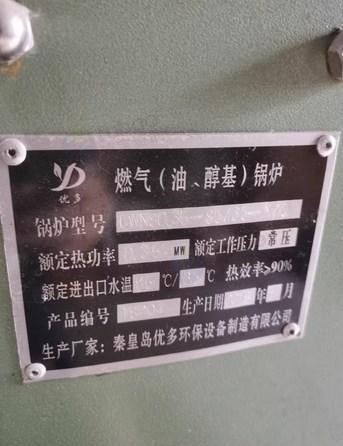 优多
燃气（油、醇基）锅炉
锅炉型号
额定热功率 MW 额定工作压力 常压
额定进出口水温 ℃/ ℃ 热效率>90%
产品编号 生产日期 年 月
生产厂家：秦皇岛优多环保设备制造有限公司